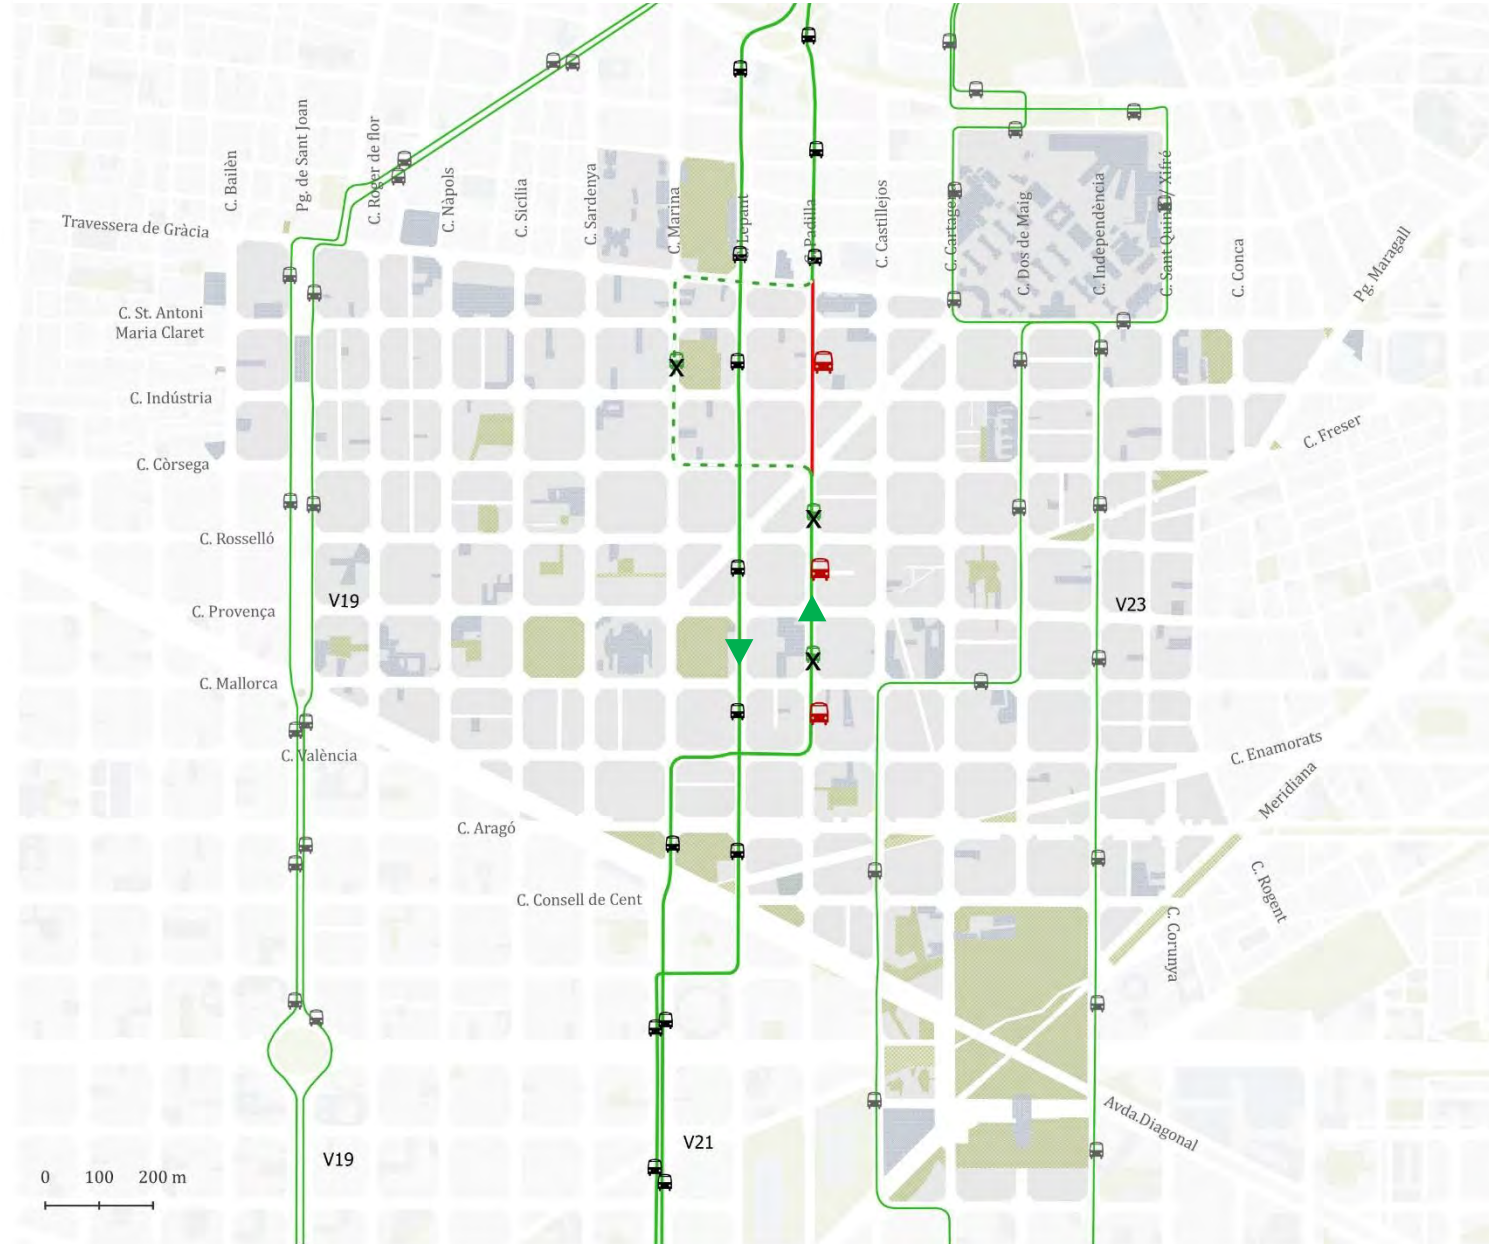 C. Bailèn
Pg. de Sant Joan
C. Roger de flor
C. Nàpols
C. Sicília
C. Sardenya
C. Marina
Lepant
C. Padilla
C. Castillejos
C. Cartagena
C. Dos de Maig
C. Independència
C. Sant Quintí / Xifré
C. Conca
Pg. Maragall
Travessera de Gràcia
C. St. Antoni
Maria Claret
C. Indústria
C. Freser
C. Còrsega
C. Rosselló
C. Provença
V19
V23
C. Mallorca
C. València
C. Enamorats
Meridiana
C. Aragó
C. Rogent
C. Consell de Cent
C. Corunya
X
X
X
Avda.Diagonal
V21
V19
0 100 200 m